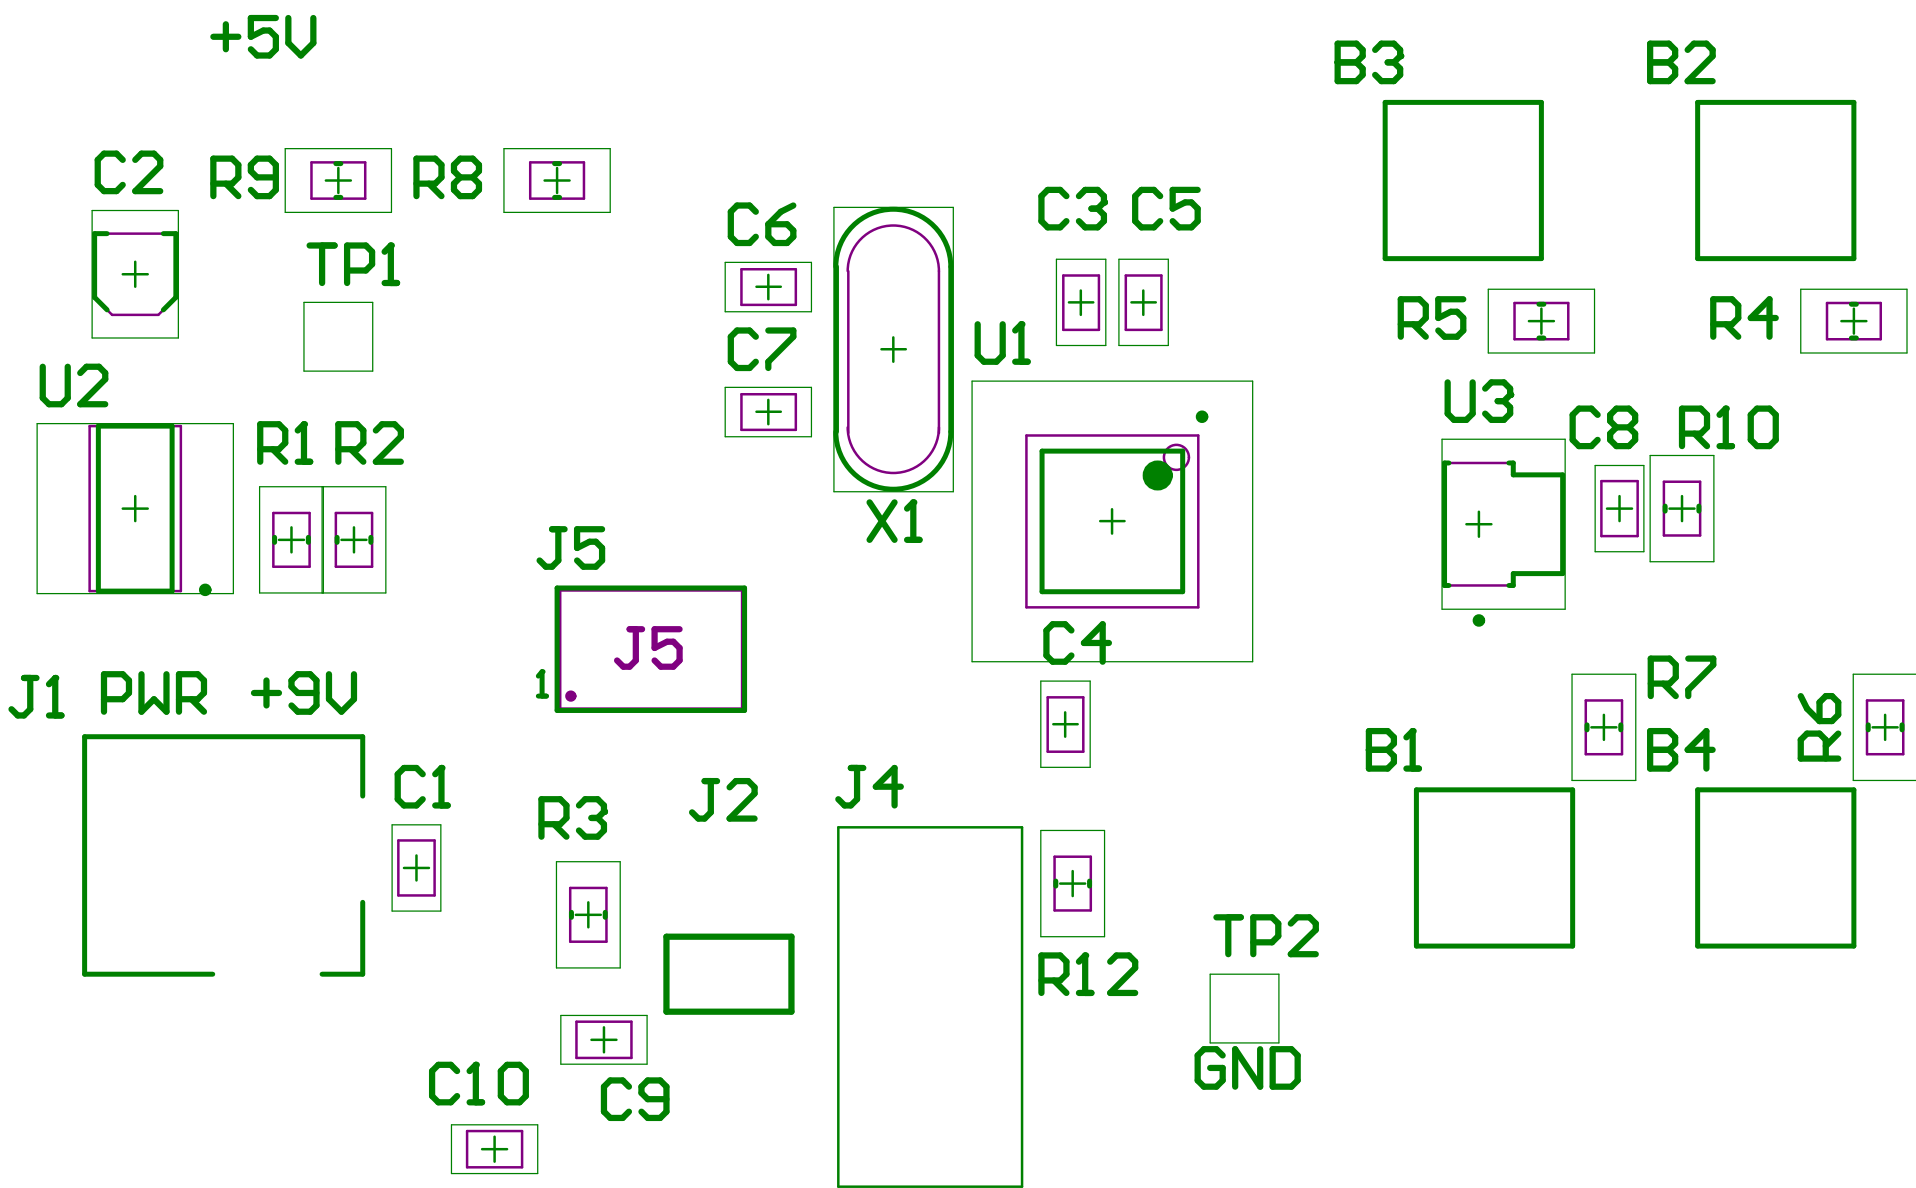 +5V
B3 B2
C2 R9 R8
C6 C3 C5
TP1
C7 U1 R5 R4
U2 R1 R2
U3 C8 R10
X1
J5
J5
1
J1 PWR +9V
C4
R7
R6
B1 B4
C1 R3 J2 J4
TP2
R12
GND
C10 C9